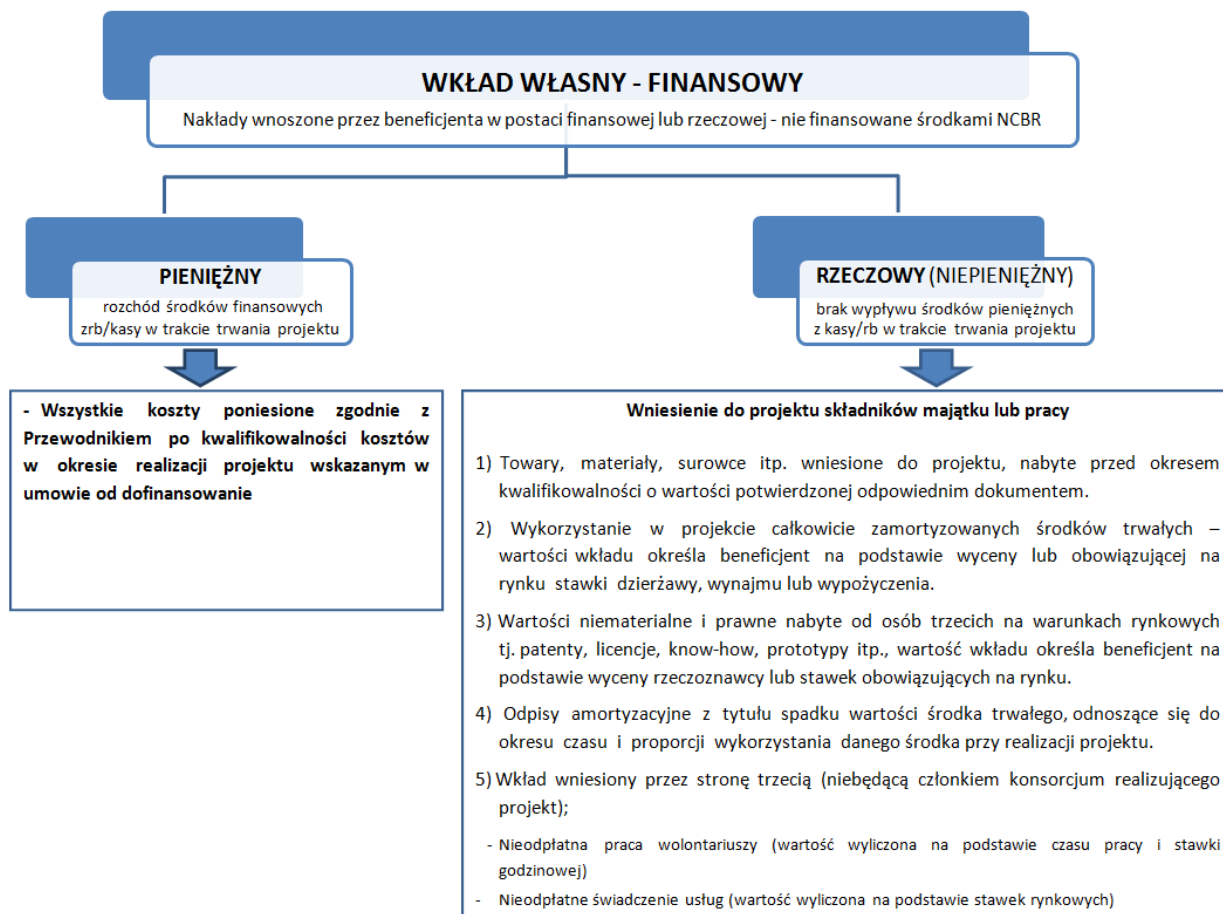 WKŁAD WŁASNY - FINANSOWY
Nakłady wnoszone przez beneficjenta w postaci finansowej lub rzeczowej - nie finansowane środkami NCBR
PIENIĘŻNY
rozchód środków finansowych
zrb/kasy w trakcie trwania projektu
RZECZOWY (NIEPIENIĘŻNY)
brak wypływu środków pieniężnych
z kasy/rb w trakcie trwania projektu
- Wszystkie koszty poniesione zgodnie z
Przewodnikiem po kwalifikowalności kosztów
w okresie realizacji projektu wskazanym w
umowie od dofinansowanie
Wniesienie do projektu składników majątku lub pracy
1) Towary, materiały, surowce itp. wniesione do projektu, nabyte przed okresem
kwalifikowalności o wartości potwierdzonej odpowiednim dokumentem.
2) Wykorzystanie w projekcie całkowicie zamortyzowanych środków trwałych –
wartości wkładu określa beneficjent na podstawie wyceny lub obowiązującej na
rynku stawki dzierżawy, wynajmu lub wypożyczenia.
3) Wartości niematerialne i prawne nabyte od osób trzecich na warunkach rynkowych
tj. patenty, licencje, know-how, prototypy itp., wartość wkładu określa beneficjent na
podstawie wyceny rzeczoznawcy lub stawek obowiązujących na rynku.
4) Odpisy amortyzacyjne z tytułu spadku wartości środka trwałego, odnoszące się do
okresu czasu i proporcji wykorzystania danego środka przy realizacji projektu.
5) Wkład wniesiony przez stronę trzecią (niebędącą członkiem konsorcjum realizującego
projekt);
- Nieodpłatna praca wolontariuszy (wartość wyliczona na podstawie czasu pracy i stawki
godzinowej)
- Nieodpłatne świadczenie usług (wartość wyliczona na podstawie stawek rynkowych)